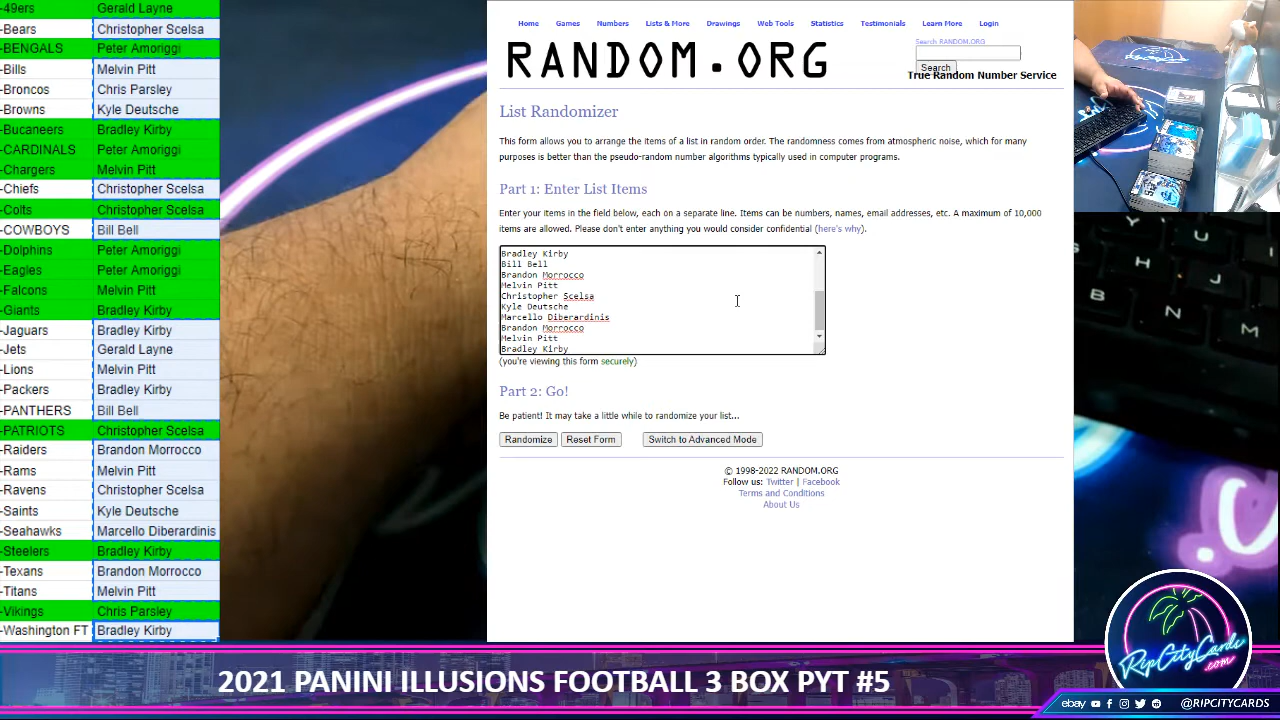 -49ers Gerald Layne
-Bears Christopher Scelsa
-BENGALS Peter Amoriggi
-Bills Melvin Pitt
-Broncos Chris Parsley
-Browns Kyle Deutsche
-Bucaneers Bradley Kirby
-CARDINALS Peter Amoriggi
-Chargers Melvin Pitt
-Chiefs Christopher Scelsa
-Colts Christopher Scelsa
-COWBOYS Bill Bell
-Dolphins Peter Amoriggi
-Eagles Peter Amoriggi
-Falcons Melvin Pitt
-Giants Bradley Kirby
-Jaguars Bradley Kirby
-Jets Gerald Layne
-Lions Melvin Pitt
-Packers Bradley Kirby
-PANTHERS Bill Bell
-PATRIOTS Christopher Scelsa
-Raiders Brandon Morrocco
-Rams Melvin Pitt
-Ravens Christopher Scelsa
-Saints Kyle Deutsche
-Seahawks Marcello Diberardinis
-Steelers Bradley Kirby
-Texans Brandon Morrocco
-Titans Melvin Pitt
-Vikings Chris Parsley
-Washington FT Bradley Kirby
Home Games Numbers Lists & More Drawings Web Tools Statistics Testimonials Learn More Login
Search RANDOM.ORG
RANDOM.ORG
Search
True Random Number Service
List Randomizer
This form allows you to arrange the items of a list in random order. The randomness comes from atmospheric noise, which for many
purposes is better than the pseudo-random number algorithms typically used in computer programs.
Part 1: Enter List Items
Enter your items in the field below, each on a separate line. Items can be numbers, names, email addresses, etc. A maximum of 10,000
items are allowed. Please don't enter anything you would consider confidential (here's why).
Bradley Kirby
Bill Bell
Brandon Morrocco
Melvin Pitt
Christopher Scelsa
Kyle Deutsche
Marcello Diberardinis
Brandon Morrocco
Melvin Pitt
Bradley Kirby
(you're viewing this form securely)
Part 2: Go!
Be patient! It may take a little while to randomize your list...
Randomize Reset Form Switch to Advanced Mode
© 1998-2022 RANDOM.ORG
Follow us: Twitter | Facebook
Terms and Conditions
About Us
H
B
N
2021 PANINI ILLUSIONS FOOTBALL 3 BOX PYT #5
RipCityCards
.com
ebay @RIPCITYCARDS